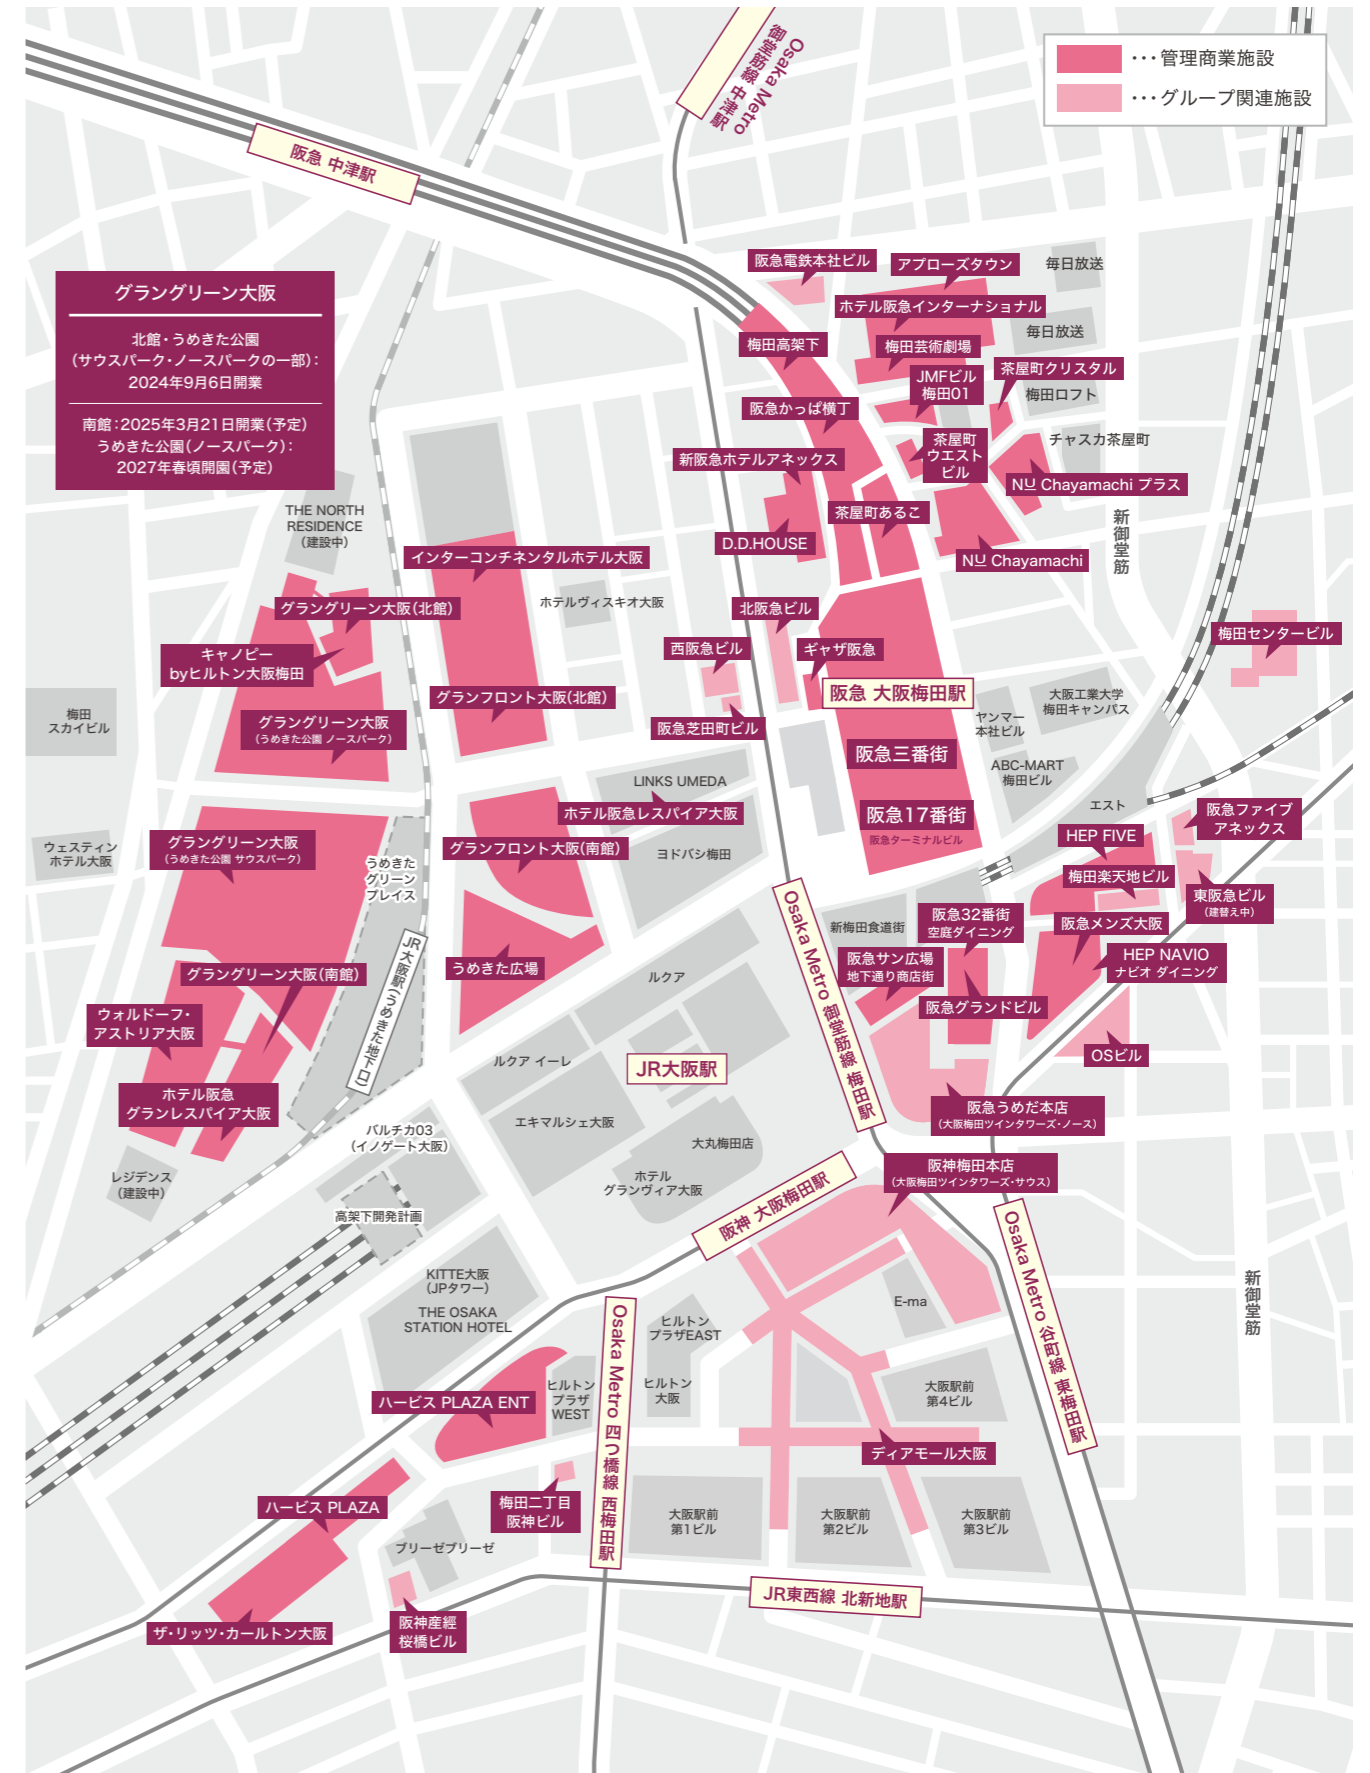 Osaka Metro
御堂筋線 中津駅
･･･管理商業施設
･･･グループ関連施設
阪急 中津駅
グラングリーン大阪
北館・うめきた公園
（サウスパーク・ノースパークの一部）：
2024年9月6日開業
南館：2025年3月21日開業（予定）
うめきた公園（ノースパーク）：
2027年春頃開園（予定）
阪急電鉄本社ビル
アプローズタウン
毎日放送
ホテル阪急インターナショナル
毎日放送
梅田高架下
梅田芸術劇場
茶屋町クリスタル
JMFビル
梅田01
梅田ロフト
阪急かっぱ横丁
チャスカ茶屋町
茶屋町
ウエスト
ビル
新阪急ホテルアネックス
NU Chayamachi プラス
茶屋町あるこ
新御堂筋
D.D.HOUSE
NU Chayamachi
THE NORTH
RESIDENCE
（建設中）
インターコンチネンタルホテル大阪
ホテルヴィスキオ大阪
グラングリーン大阪（北館）
北阪急ビル
梅田センタービル
キャノピー
byヒルトン大阪梅田
西阪急ビル
ギャザ阪急
阪急 大阪梅田駅
グランフロント大阪（北館）
大阪工業大学
梅田キャンパス
梅田
スカイビル
グラングリーン大阪
（うめきた公園 ノースパーク）
阪急芝田町ビル
ヤンマー
本社ビル
阪急三番街
ABC-MART
梅田ビル
LINKS UMEDA
ホテル阪急レスパイア大阪
阪急17番街
阪急ターミナルビル
エスト
阪急ファイブ
アネックス
HEP FIVE
ウェスティン
ホテル大阪
グラングリーン大阪
（うめきた公園 サウスパーク）
うめきた
グリーン
プレイス
グランフロント大阪（南館）
ヨドバシ梅田
梅田楽天地ビル
東阪急ビル
（建替え中）
Osaka Metro 御堂筋線 梅田駅
新梅田食道街
阪急32番街
空庭ダイニング
阪急メンズ大阪
JR大阪駅（うめきた地下口）
うめきた広場
阪急サン広場
地下通り商店街
HEP NAVIO
ナビオ ダイニング
グラングリーン大阪（南館）
ルクア
阪急グランドビル
ウォルドーフ・
アストリア大阪
ルクア イーレ
JR大阪駅
OSビル
ホテル阪急
グランレスパイア大阪
エキマルシェ大阪
阪急うめだ本店
（大阪梅田ツインタワーズ・ノース）
バルチカ03
（イノゲート大阪）
大丸梅田店
レジデンス
（建設中）
ホテル
グランヴィア大阪
阪神梅田本店
（大阪梅田ツインタワーズ・サウス）
阪神 大阪梅田駅
高架下開発計画
Osaka Metro 谷町線 東梅田駅
KITTE大阪
（JPタワー）
THE OSAKA
STATION HOTEL
新御堂筋
E-ma
Osaka Metro 四つ橋線 西梅田駅
ヒルトン
プラザEAST
ハービス PLAZA ENT
ヒルトン
プラザ
WEST
ヒルトン
大阪
大阪駅前
第4ビル
ディアモール大阪
ハービス PLAZA
梅田二丁目
阪神ビル
大阪駅前
第1ビル
大阪駅前
第2ビル
大阪駅前
第3ビル
ブリーゼブリーゼ
JR東西線 北新地駅
ザ・リッツ・カールトン大阪
阪神産經
桜橋ビル